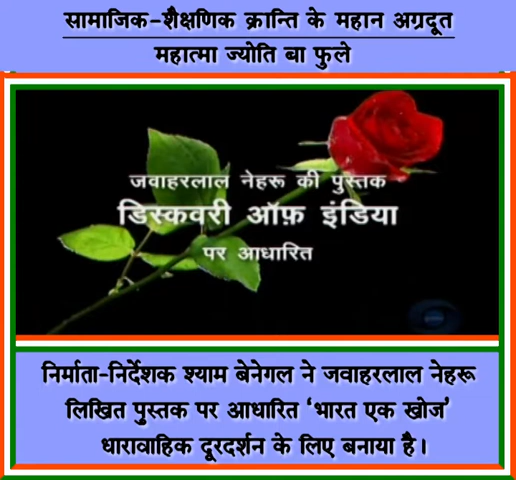 सामाजिक-शैक्षणिक क्रान्ति के महान अग्रदूत
महात्मा ज्योति बा फुले
जवाहरलाल नेहरू की पुस्तक
डिस्कवरी ऑफ़ इंडिया
पर आधारित
निर्माता-निर्देशक श्याम बेनेगल ने जवाहरलाल नेहरू
लिखित पुस्तक पर आधारित ‘भारत एक खोज’
धारावाहिक दूरदर्शन के लिए बनाया है।